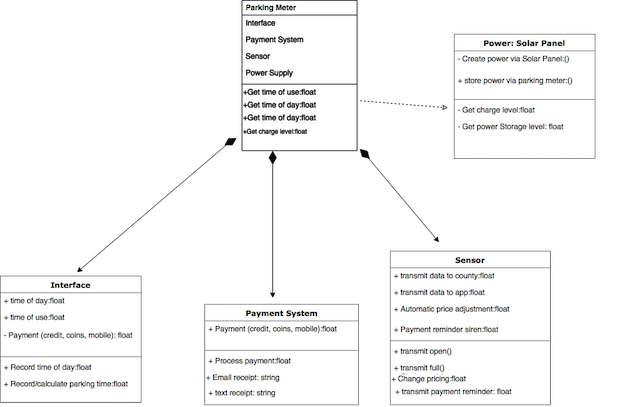 Parking Meter
Interface
Payment System
Sensor
Power Supply
+Get time of use:float
+Get time of day:float
+Get time of day:float
+Get charge level:float
Power: Solar Panel
- Create power via Solar Panel:()
+ store power via parking meter:()
- Get charge level:float
- Get power Storage level: float
Interface
+ time of day:float
+ time of use:float
- Payment (credit, coins, mobile): float
+ Record time of day:float
+ Record/calculate parking time:float
Payment System
+ Payment (credit, coins, mobile):float
+ Process payment:float
+ Email receipt: string
+ text receipt: string
Sensor
+ transmit data to county:float
+ transmit data to app:float
+ Automatic price adjustment:float
+ Payment reminder siren:float
+ transmit open()
+ transmit full()
+ Change pricing:float
+ transmit payment reminder: float